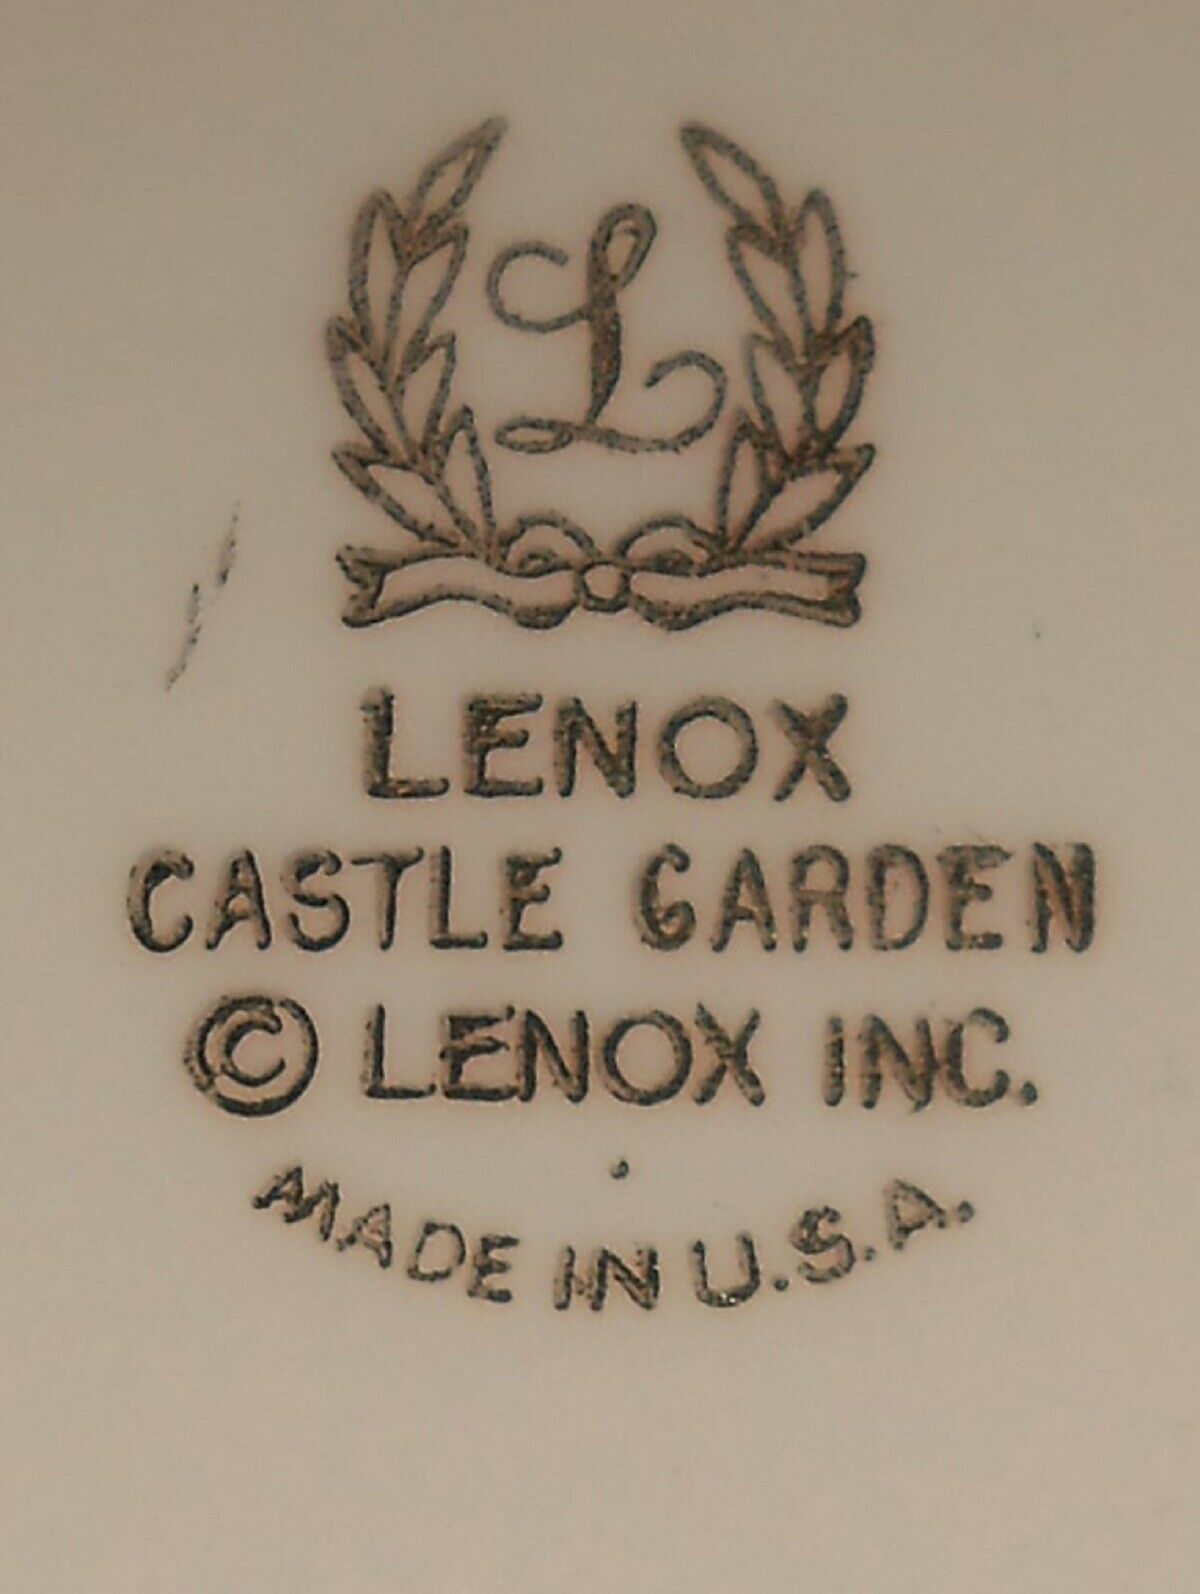 L
LENOX
CASTLE GARDEN
© LENOX INC.
MADE IN U.S.A.